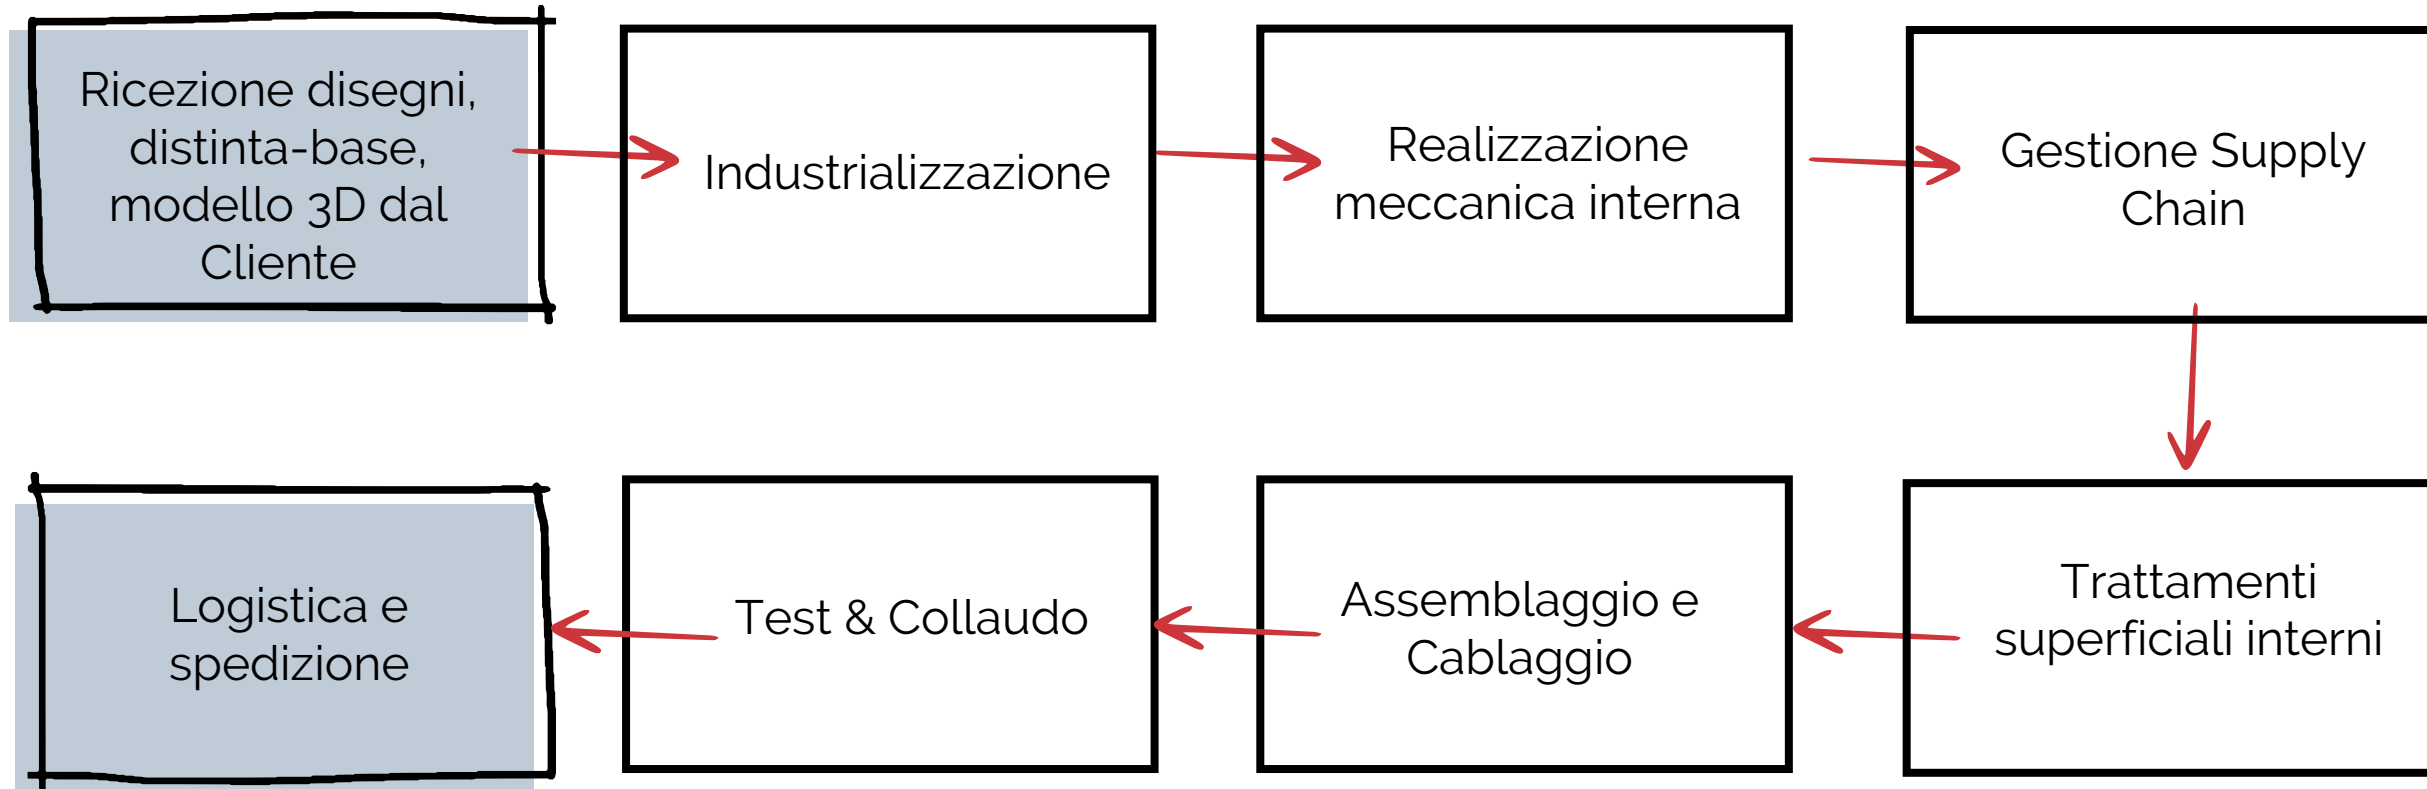 Ricezione disegni,
distinta-base,
modello 3D dal
Cliente
Industrializzazione
Realizzazione
meccanica interna
Gestione Supply
Chain
Trattamenti
superficiali interni
Assemblaggio e
Cablaggio
Test & Collaudo
Logistica e
spedizione